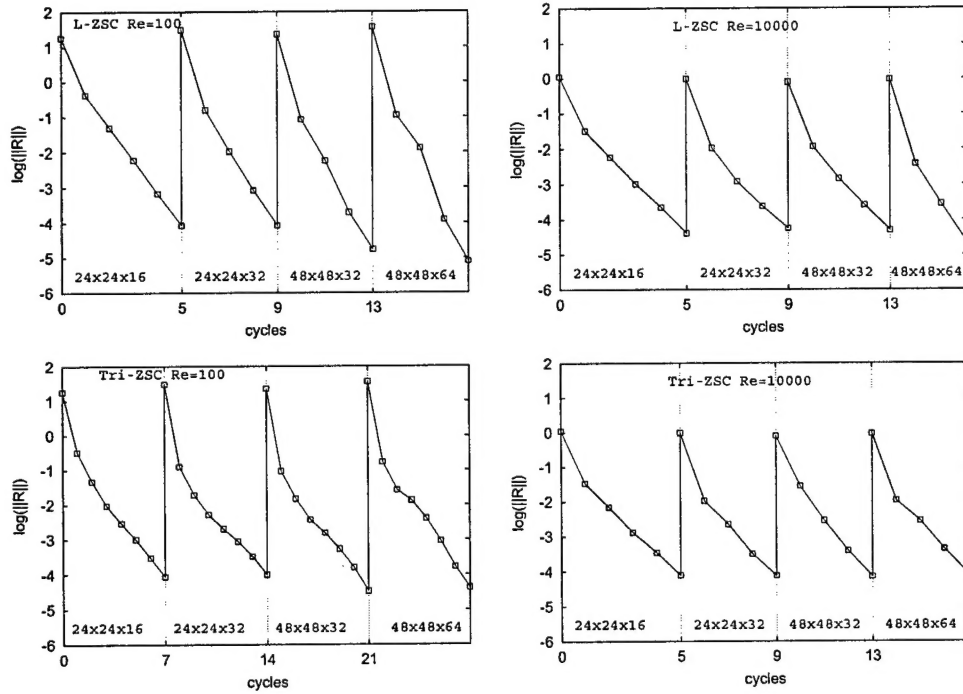 L-ZSC Re=100
2
1
0
-1
-2
-3
-4
-5
-6
log(||R||)
24x24x16 24x24x32 48x48x32 48x48x64
0 5 9 13
cycles
L-ZSC Re=10000
2
1
0
-1
-2
-3
-4
-5
-6
log(||R||)
24x24x16 24x24x32 48x48x32 48x48x64
0 5 9 13
cycles
Tri-ZSC Re=100
2
1
0
-1
-2
-3
-4
-5
-6
log(||R||)
24x24x16 24x24x32 48x48x32 48x48x64
0 7 14 21
cycles
Tri-ZSC Re=10000
2
1
0
-1
-2
-3
-4
-5
-6
log(||R||)
24x24x16 24x24x32 48x48x32 48x48x64
0 5 9 13
cycles